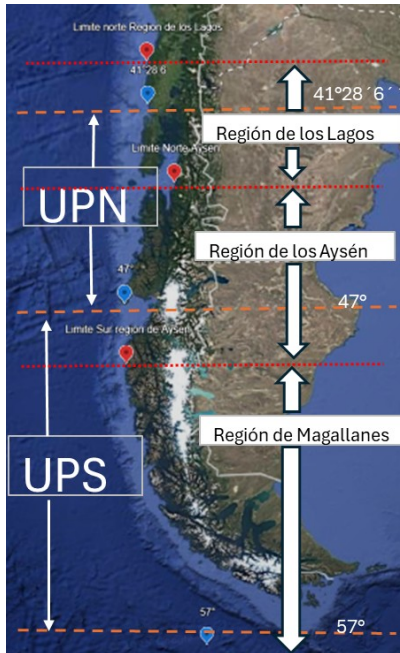 Limite norte Región de los Lagos
41°28´6´´
41 28 6
Región de los Lagos
Limite Norte Aysén
UPN
Región de los Aysén
47°
47°
Limite Sur región de Aysén
Región de Magallanes
UPS
57°
57°